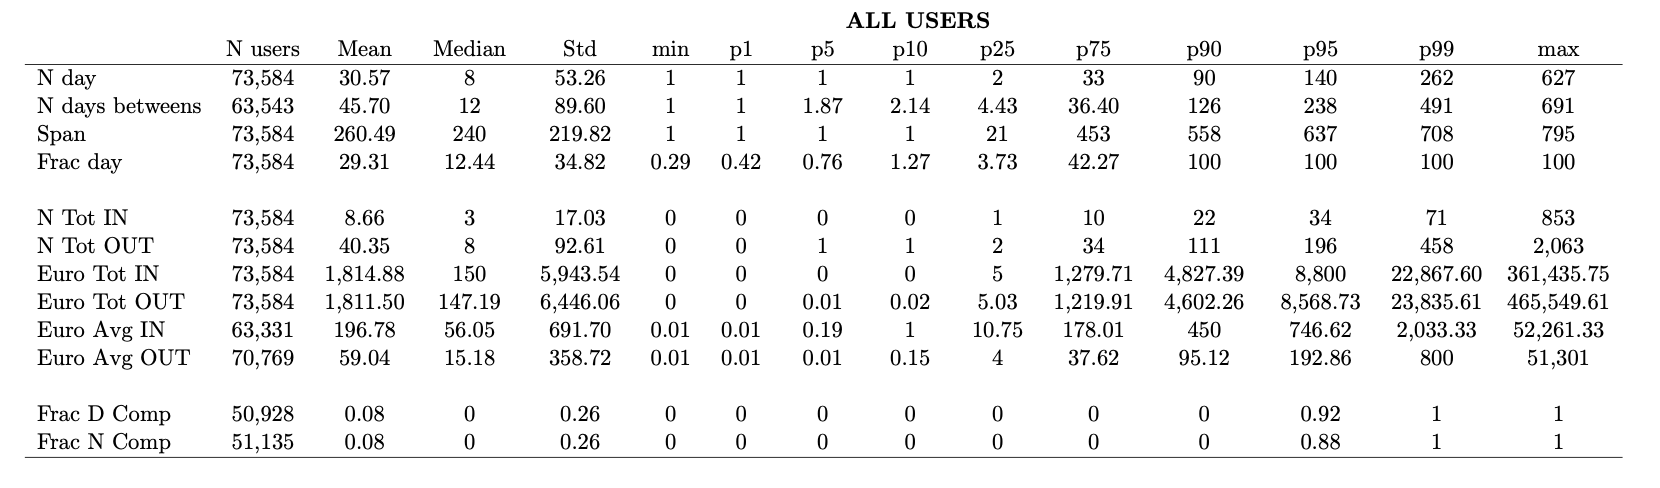 ALL USERS
N users Mean Median Std min p1 p5 p10 p25 p75 p90 p95 p99 max
N day 73,584 30.57 8 53.26 1 1 1 1 2 33 90 140 262 627
N days betweens 63,543 45.70 12 89.60 1 1 1.87 2.14 4.43 36.40 126 238 491 691
Span 73,584 260.49 240 219.82 1 1 1 1 21 453 558 637 708 795
Frac day 73,584 29.31 12.44 34.82 0.29 0.42 0.76 1.27 3.73 42.27 100 100 100 100
N Tot IN 73,584 8.66 3 17.03 0 0 0 0 1 10 22 34 71 853
N Tot OUT 73,584 40.35 8 92.61 0 0 1 1 2 34 111 196 458 2,063
Euro Tot IN 73,584 1,814.88 150 5,943.54 0 0 0 0 5 1,279.71 4,827.39 8,800 22,867.60 361,435.75
Euro Tot OUT 73,584 1,811.50 147.19 6,446.06 0 0 0.01 0.02 5.03 1,219.91 4,602.26 8,568.73 23,835.61 465,549.61
Euro Avg IN 63,331 196.78 56.05 691.70 0.01 0.01 0.19 1 10.75 178.01 450 746.62 2,033.33 52,261.33
Euro Avg OUT 70,769 59.04 15.18 358.72 0.01 0.01 0.01 0.15 4 37.62 95.12 192.86 800 51,301
Frac D Comp 50,928 0.08 0 0.26 0 0 0 0 0 0 0 0.92 1 1
Frac N Comp 51,135 0.08 0 0.26 0 0 0 0 0 0 0 0.88 1 1